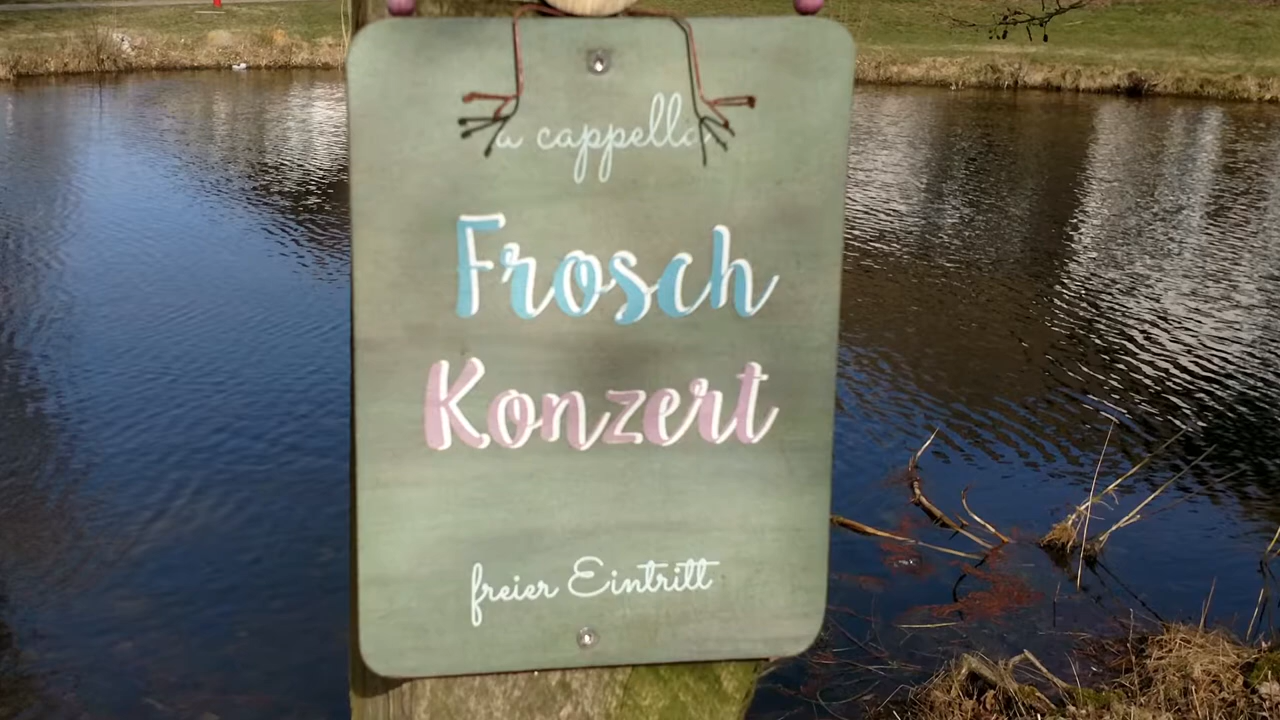 a cappella
Frosch
Konzert
freier Eintritt